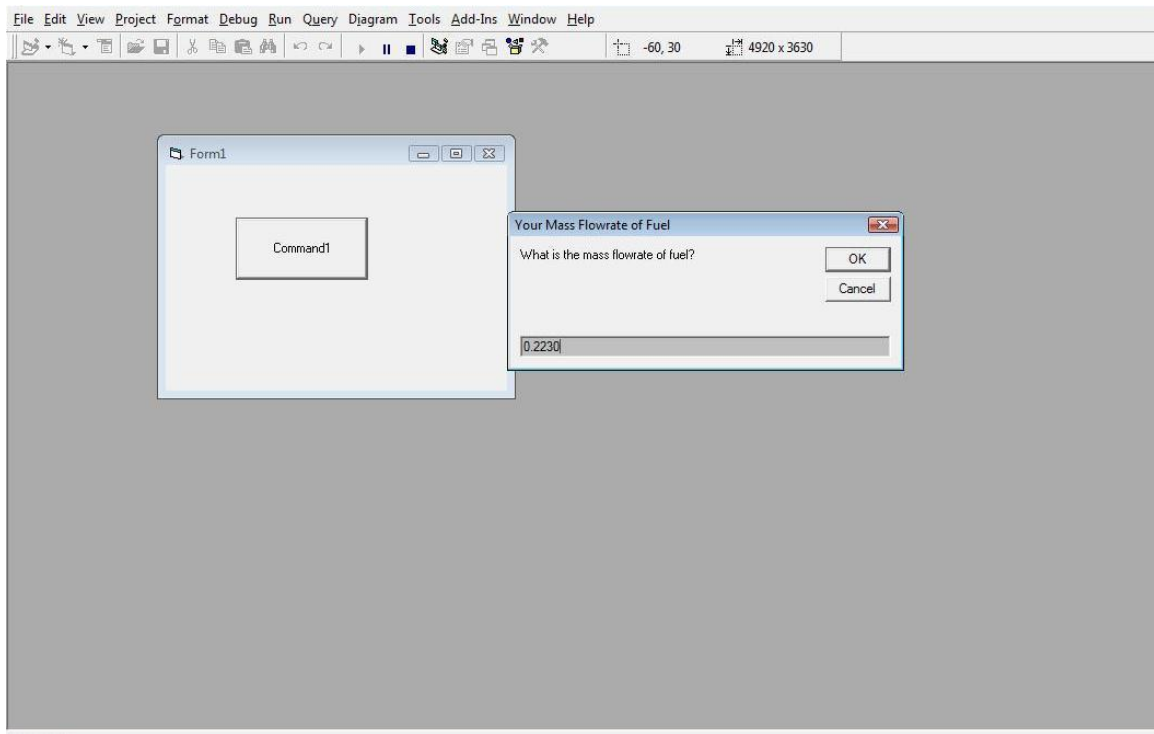 File Edit View Project Format Debug Run Query Diagram Tools Add-Ins Window Help
-60, 30 4920 x 3630
Form1
Command1
Your Mass Flowrate of Fuel
What is the mass flowrate of fuel?
OK
Cancel
0.2230